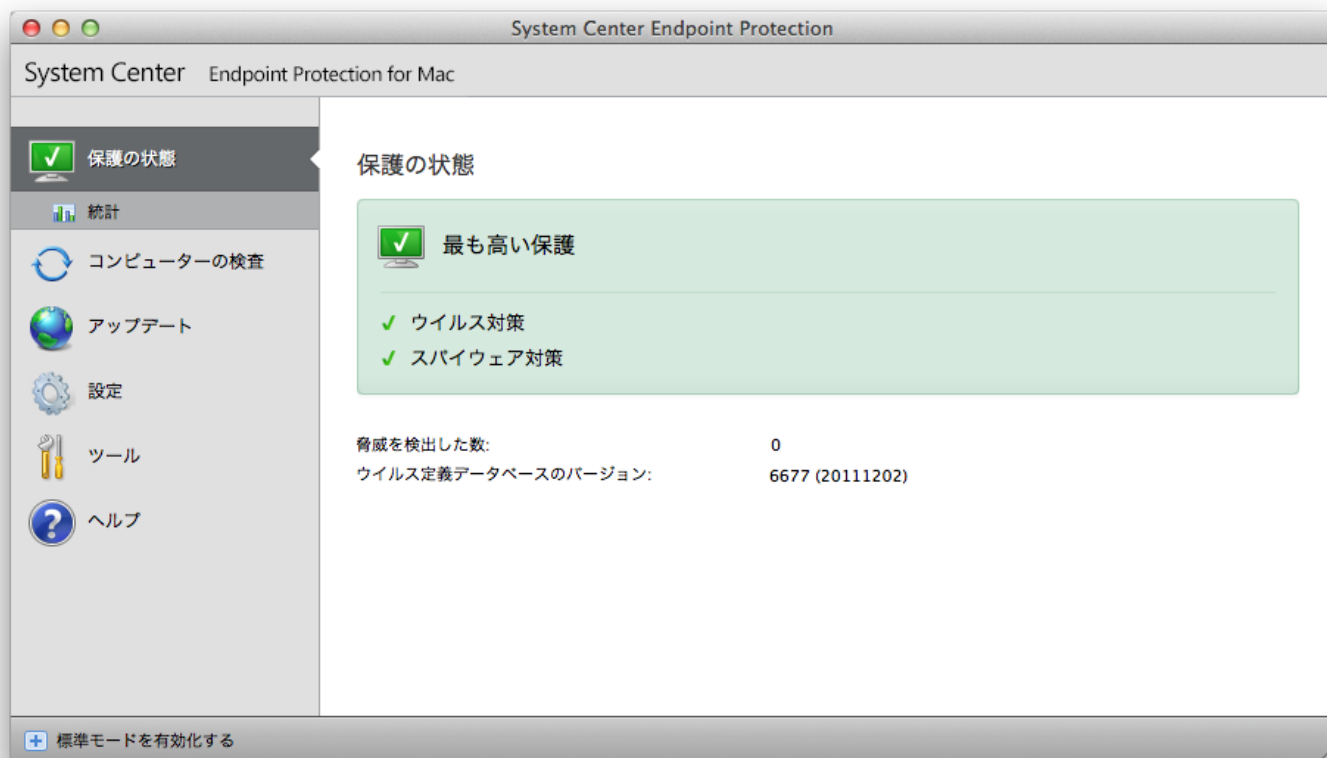 System Center Endpoint Protection
System Center Endpoint Protection for Mac
保護の状態
統計
コンピューターの検査
アップデート
設定
ツール
ヘルプ
保護の状態
最も高い保護
ウイルス対策
スパイウェア対策
脅威を検出した数: 0
ウイルス定義データベースのバージョン: 6677 (20111202)
標準モードを有効化する